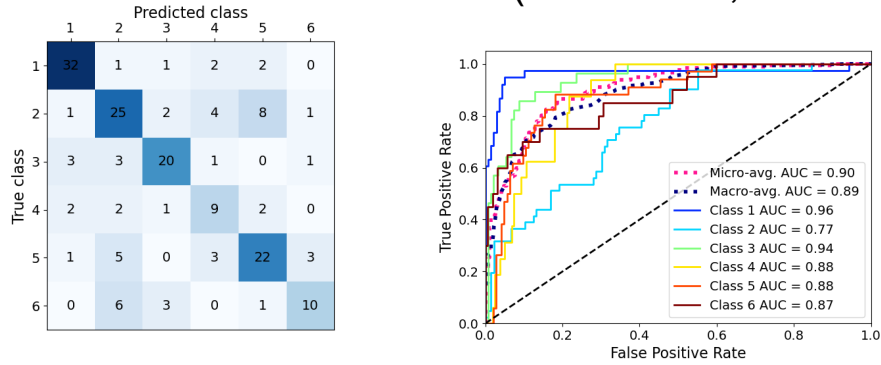 Predicted class
1 2 3 4 5 6
1 32 1 1 2 2 0
2 1 25 2 4 8 1
3 3 3 20 1 0 1
4 2 2 1 9 2 0
5 1 5 0 3 22 3
6 0 6 3 0 1 10
True class
1.0
0.8
0.6
0.4
0.2
0.0
True Positive Rate
Micro-avg. AUC = 0.90
Macro-avg. AUC = 0.89
Class 1 AUC = 0.96
Class 2 AUC = 0.77
Class 3 AUC = 0.94
Class 4 AUC = 0.88
Class 5 AUC = 0.88
Class 6 AUC = 0.87
0.0 0.2 0.4 0.6 0.8 1.0
False Positive Rate